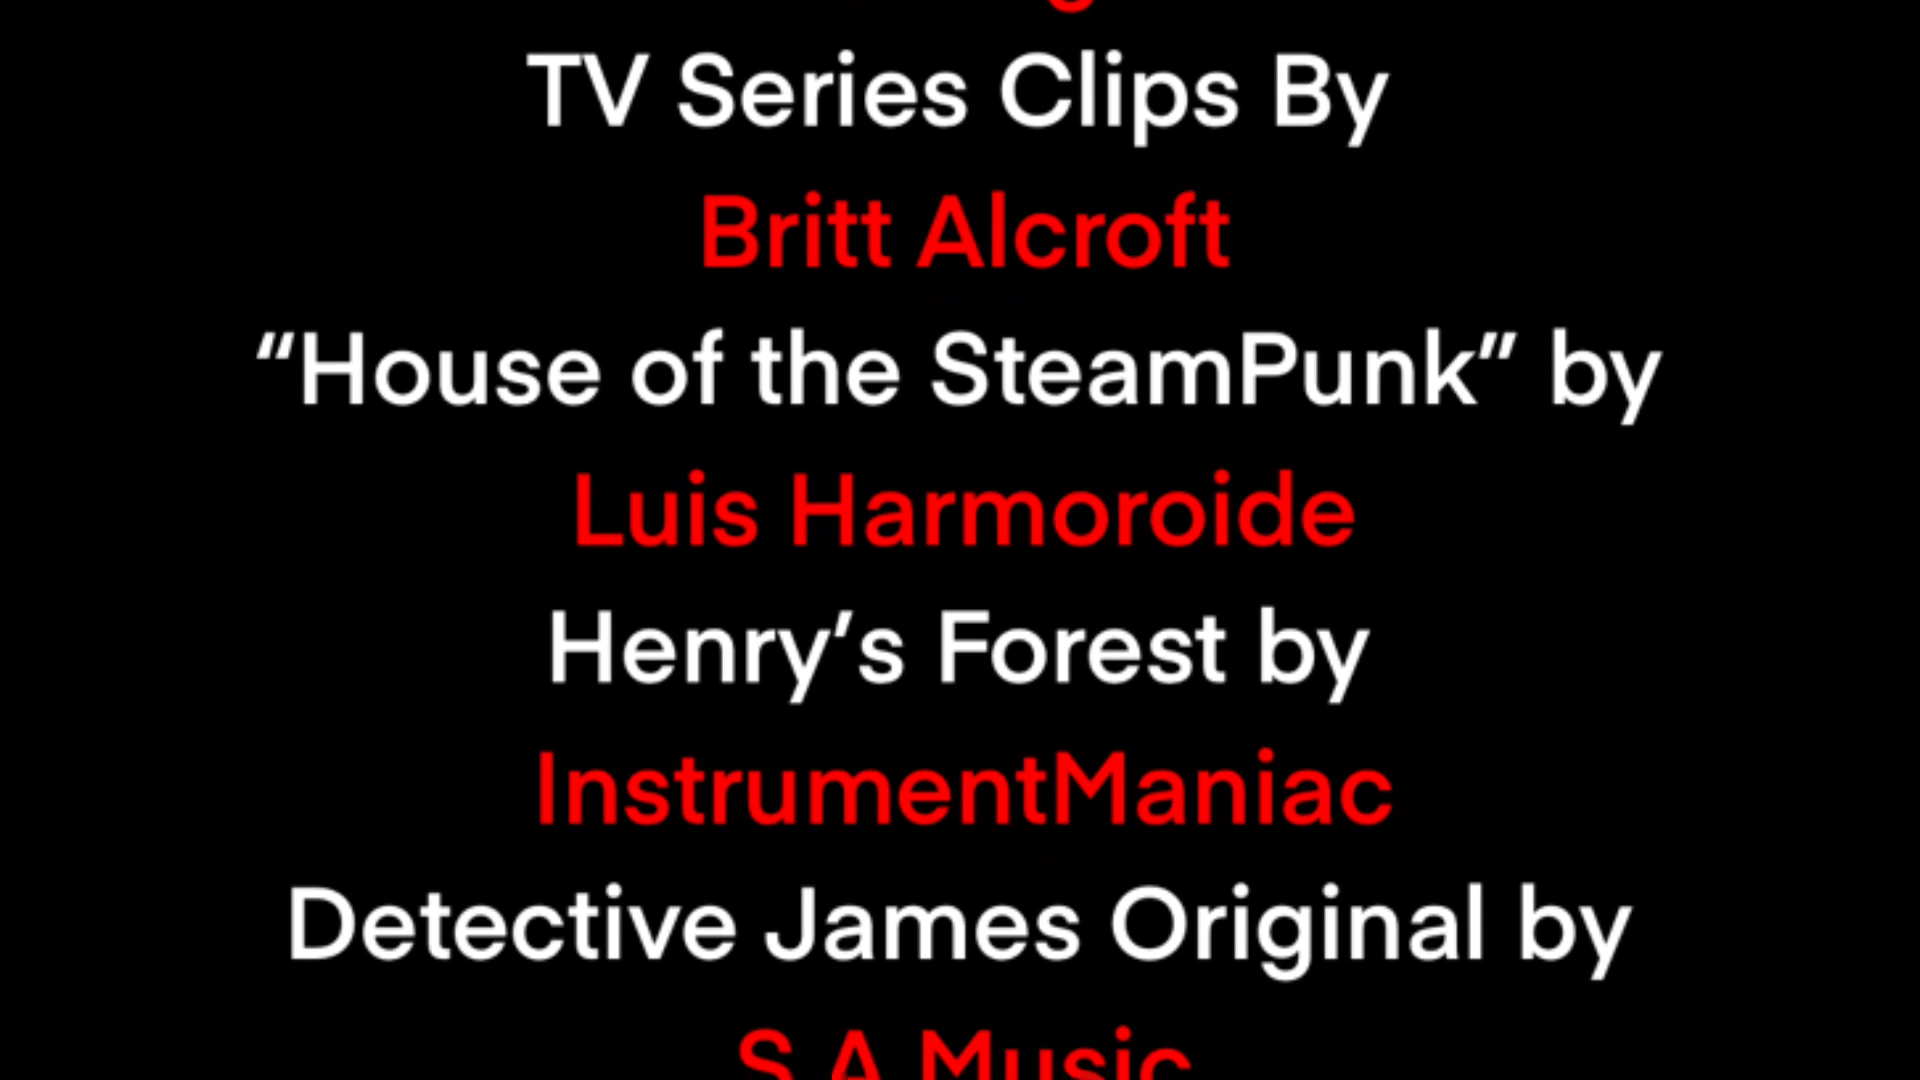 TV Series Clips By
Britt Alcroft
“House of the SteamPunk” by
Luis Harmoroide
Henry’s Forest by
InstrumentManiac
Detective James Original by
S A Music